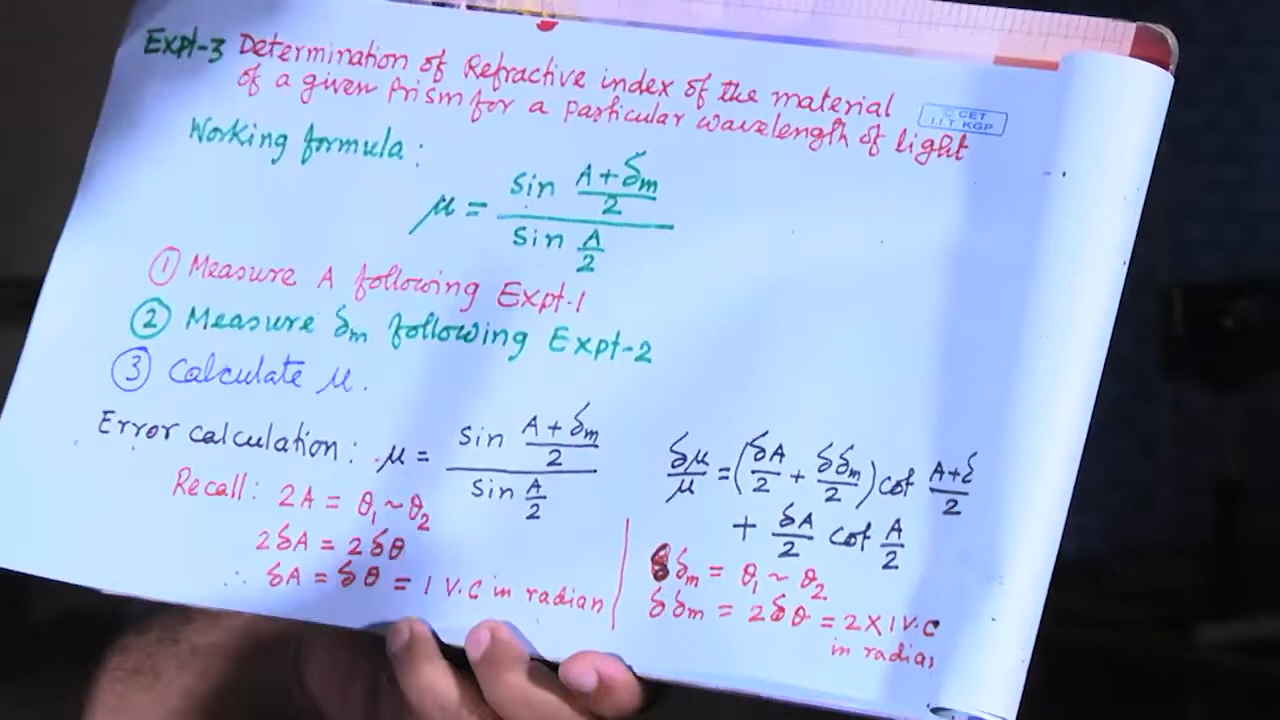 Expt-3 Determination of Refractive index of the material
of a given Prism for a particular wavelength of light
© CET
I.I.T. KGP
Working formula:
μ = sin (A+δm)/2 / sin A/2
① Measure A following Expt-1
② Measure δm following Expt-2
③ Calculate μ.
Error calculation: μ = sin (A+δm)/2 / sin A/2
Recall: 2A = θ1 ~ θ2
2δA = 2δθ
∴ δA = δθ = 1 V.C in radian
δμ/μ = (δA/2 + δδm/2) cot (A+δ)/2
+ δA/2 cot A/2
δm = θ1 ~ θ2
δδm = 2δθ = 2×1 V.C
in radian